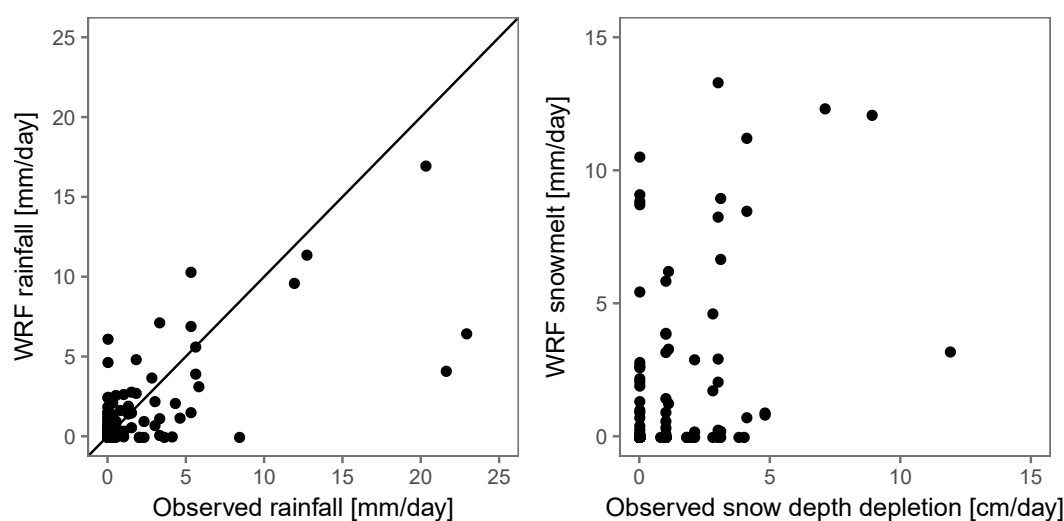 25
20
15
10
5
0
0 5 10 15 20 25
WRF rainfall [mm/day]
Observed rainfall [mm/day]
15
10
5
0
0 5 10 15
WRF snowmelt [mm/day]
Observed snow depth depletion [cm/day]